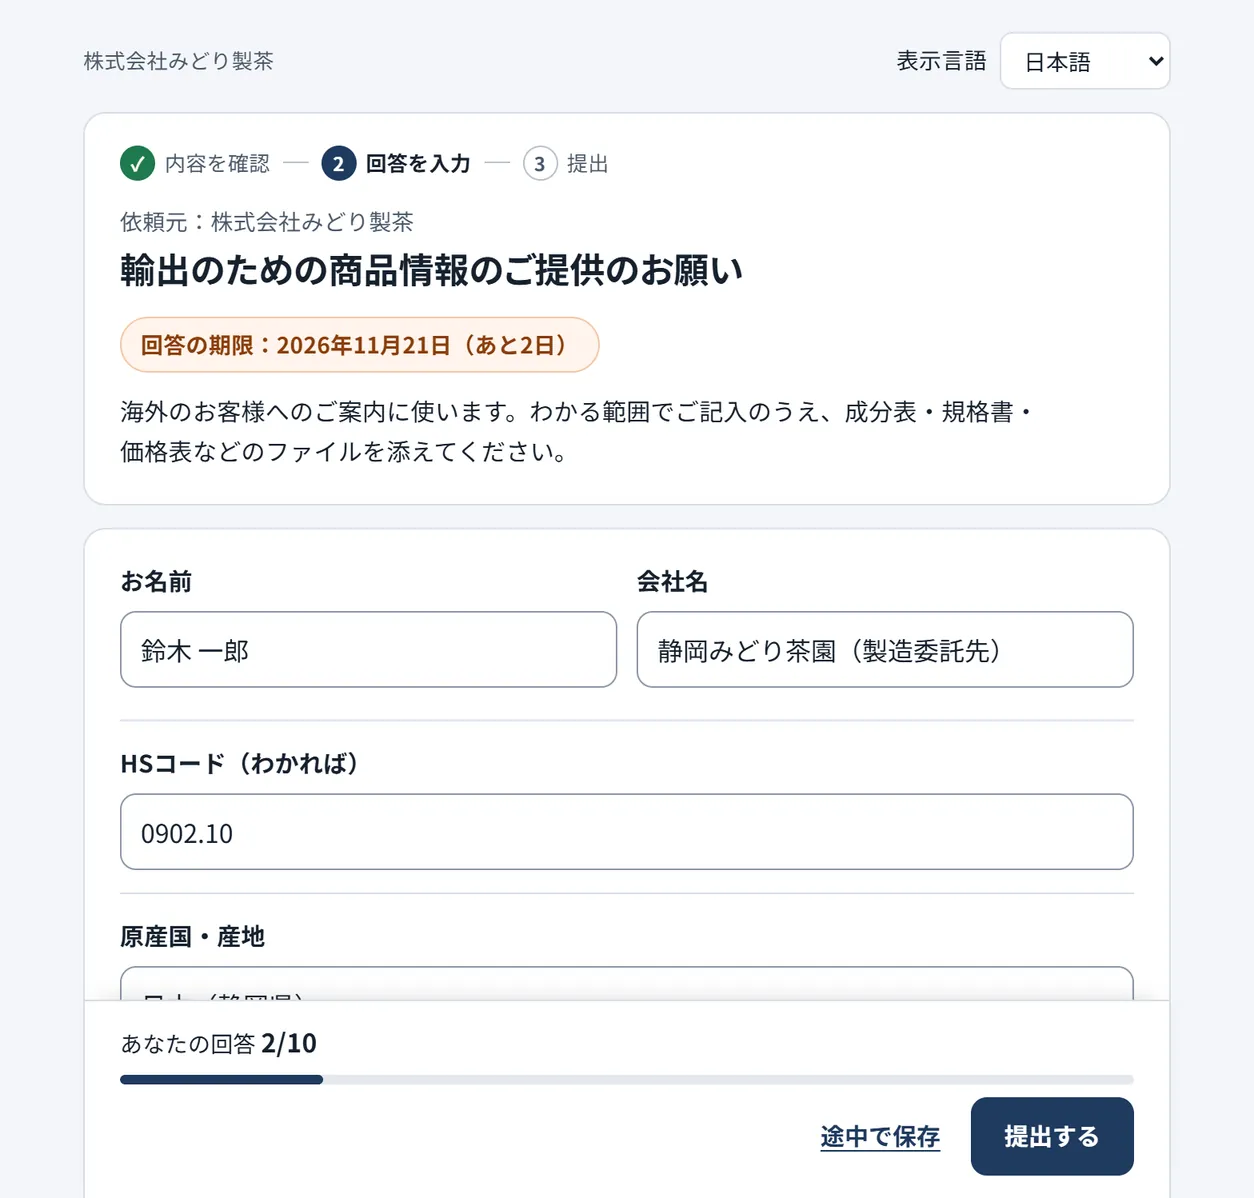 株式会社みどり製茶
表示言語 日本語
✓ 内容を確認 2 回答を入力 3 提出
依頼元：株式会社みどり製茶
輸出のための商品情報のご提供のお願い
回答の期限：2026年11月21日（あと2日）
海外のお客様へのご案内に使います。わかる範囲でご記入のうえ、成分表・規格書・
価格表などのファイルを添えてください。
お名前 会社名
鈴木 一郎 静岡みどり茶園（製造委託先）
HSコード（わかれば）
0902.10
原産国・産地
あなたの回答 2/10
途中で保存 提出する